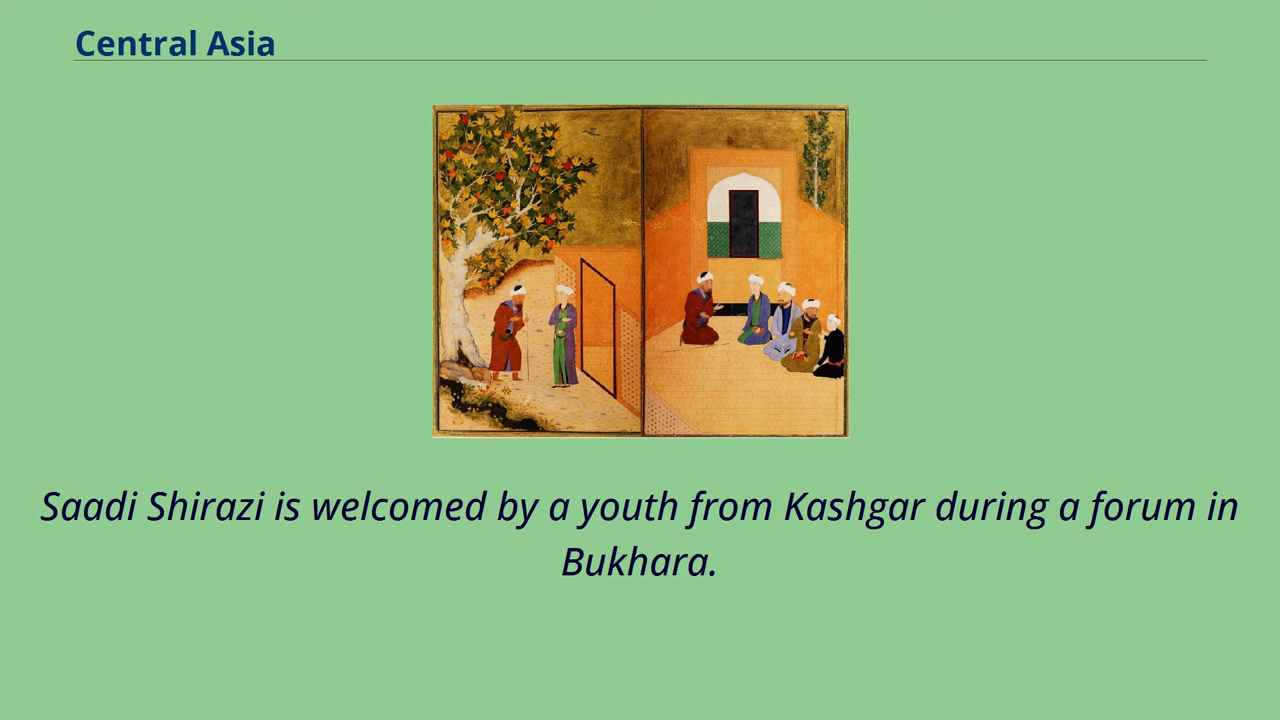 Central Asia
Saadi Shirazi is welcomed by a youth from Kashgar during a forum in
Bukhara.